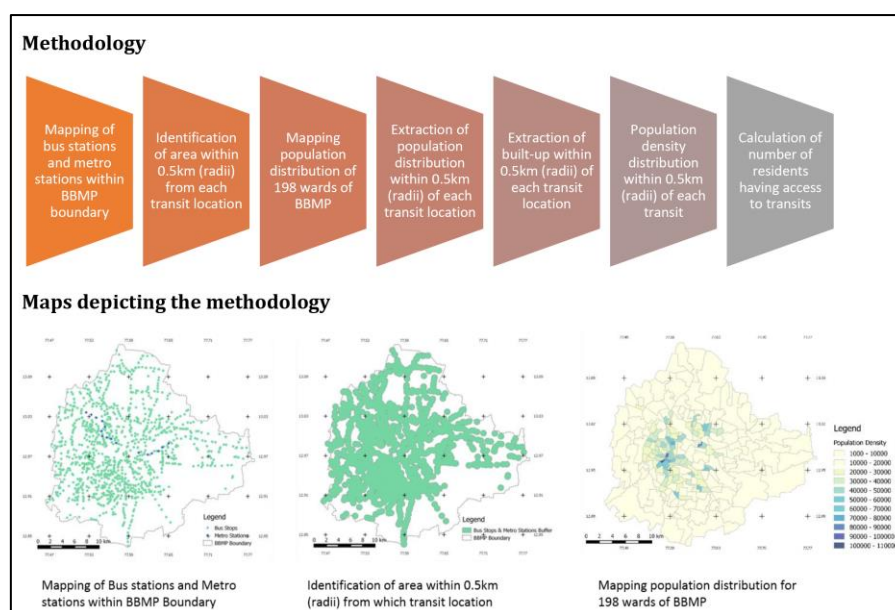 Methodology
Mapping of
bus stations
and metro
stations within
BBMP
boundary
Identification
of area within
0.5km (radii)
from each
transit location
Mapping
population
distribution of
198 wards of
BBMP
Extraction of
population
distribution within
0.5km (radii) of each
transit location
Extraction of
built-up within
0.5km (radii) of
each transit
location
Population
density
distribution
within 0.5km
(radii) of each
transit
Calculation of
number of
residents
having access
to transits
Maps depicting the methodology
Legend
Bus Stops
Metro Stations
BBMP Boundary
Legend
Bus Stops & Metro Stations Buffer
BBMP Boundary
Legend
Population Density
1000 - 10000
10000 - 20000
20000 - 30000
30000 - 40000
40000 - 50000
50000 - 60000
60000 - 70000
70000 - 80000
80000 - 90000
90000 - 100000
100000 - 11000
Mapping of Bus stations and Metro
stations within BBMP Boundary
Identification of area within 0.5km
(radii) from which transit location
Mapping population distribution for
198 wards of BBMP